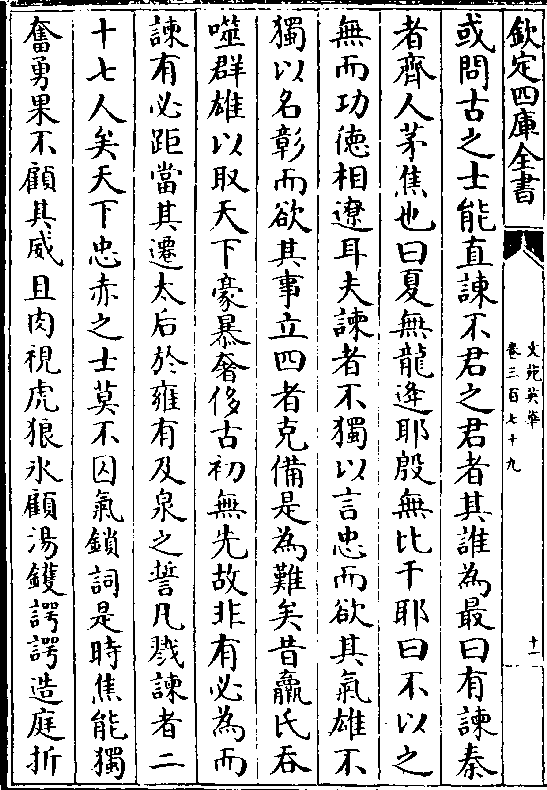 欽定四庫全書
文苑英華
卷三百七十九
十一
或問古之士能直諫不君之君者其誰為最曰有諫秦
者齊人茅焦也曰夏無龍逄耶殷無比干耶曰不以之
無而功德相遼耳夫諫者不獨以言忠而欲其氣雄不
獨以名彰而欲其事立四者克備是為難矣昔嬴氏吞
噬群雄以取天下豪暴奢侈古初無先故非有必為而
諫有必距當其遷太后於雍有及泉之誓凡戮諫者二
十七人矣天下忠赤之士莫不囚氣鎖詞是時焦能獨
奮勇果不顧其威且肉視虎狼氷顧湯鑊諤諤造庭折